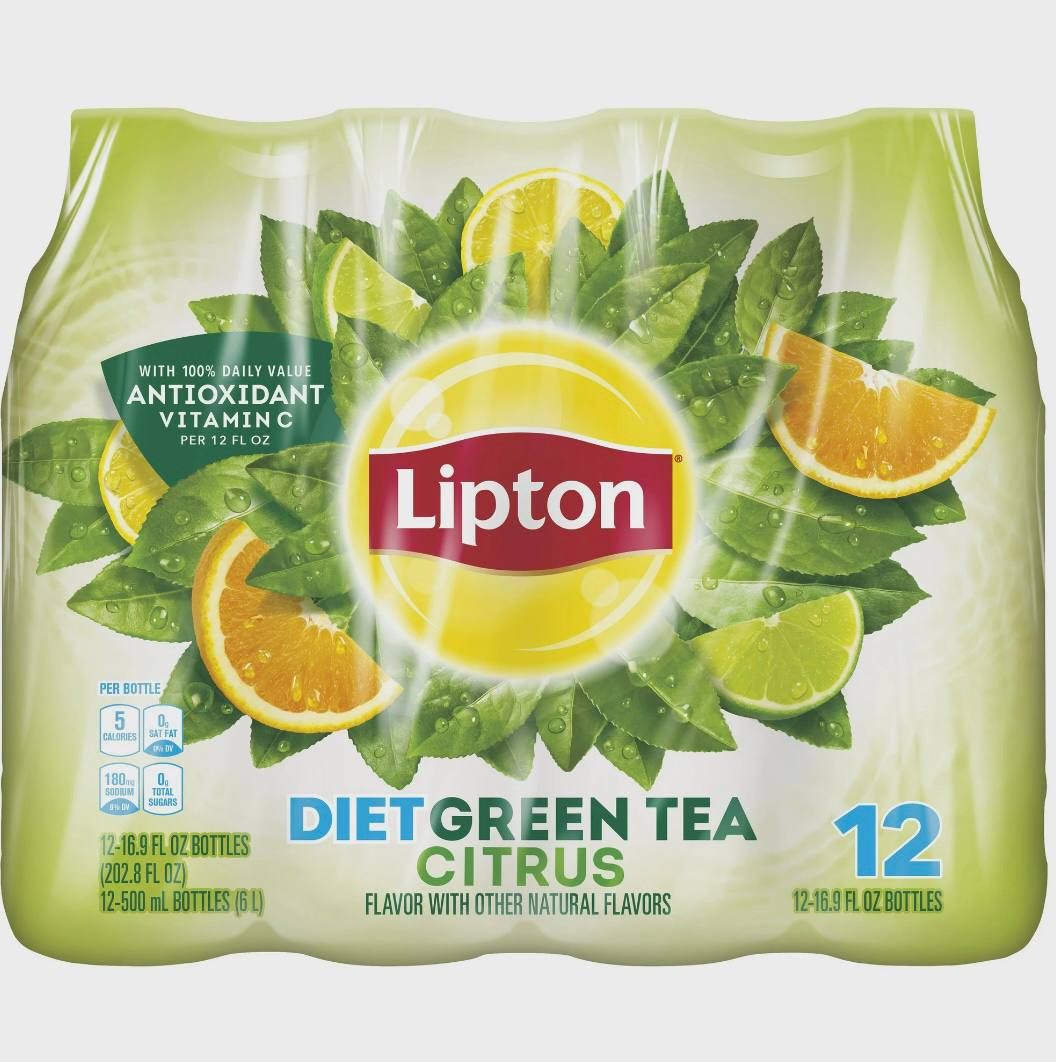 WITH 100% DAILY VALUE
ANTIOXIDANT
VITAMIN C
PER 12 FL OZ
Lipton®
PER BOTTLE
5
CALORIES
0g
SAT FAT
0% DV
180mg
SODIUM
8% DV
0g
TOTAL
SUGARS
12-16.9 FL OZ BOTTLES
(202.8 FL OZ)
12-500 mL BOTTLES (6 L)
DIET GREEN TEA
CITRUS
FLAVOR WITH OTHER NATURAL FLAVORS
12
12-16.9 FL OZ BOTTLES